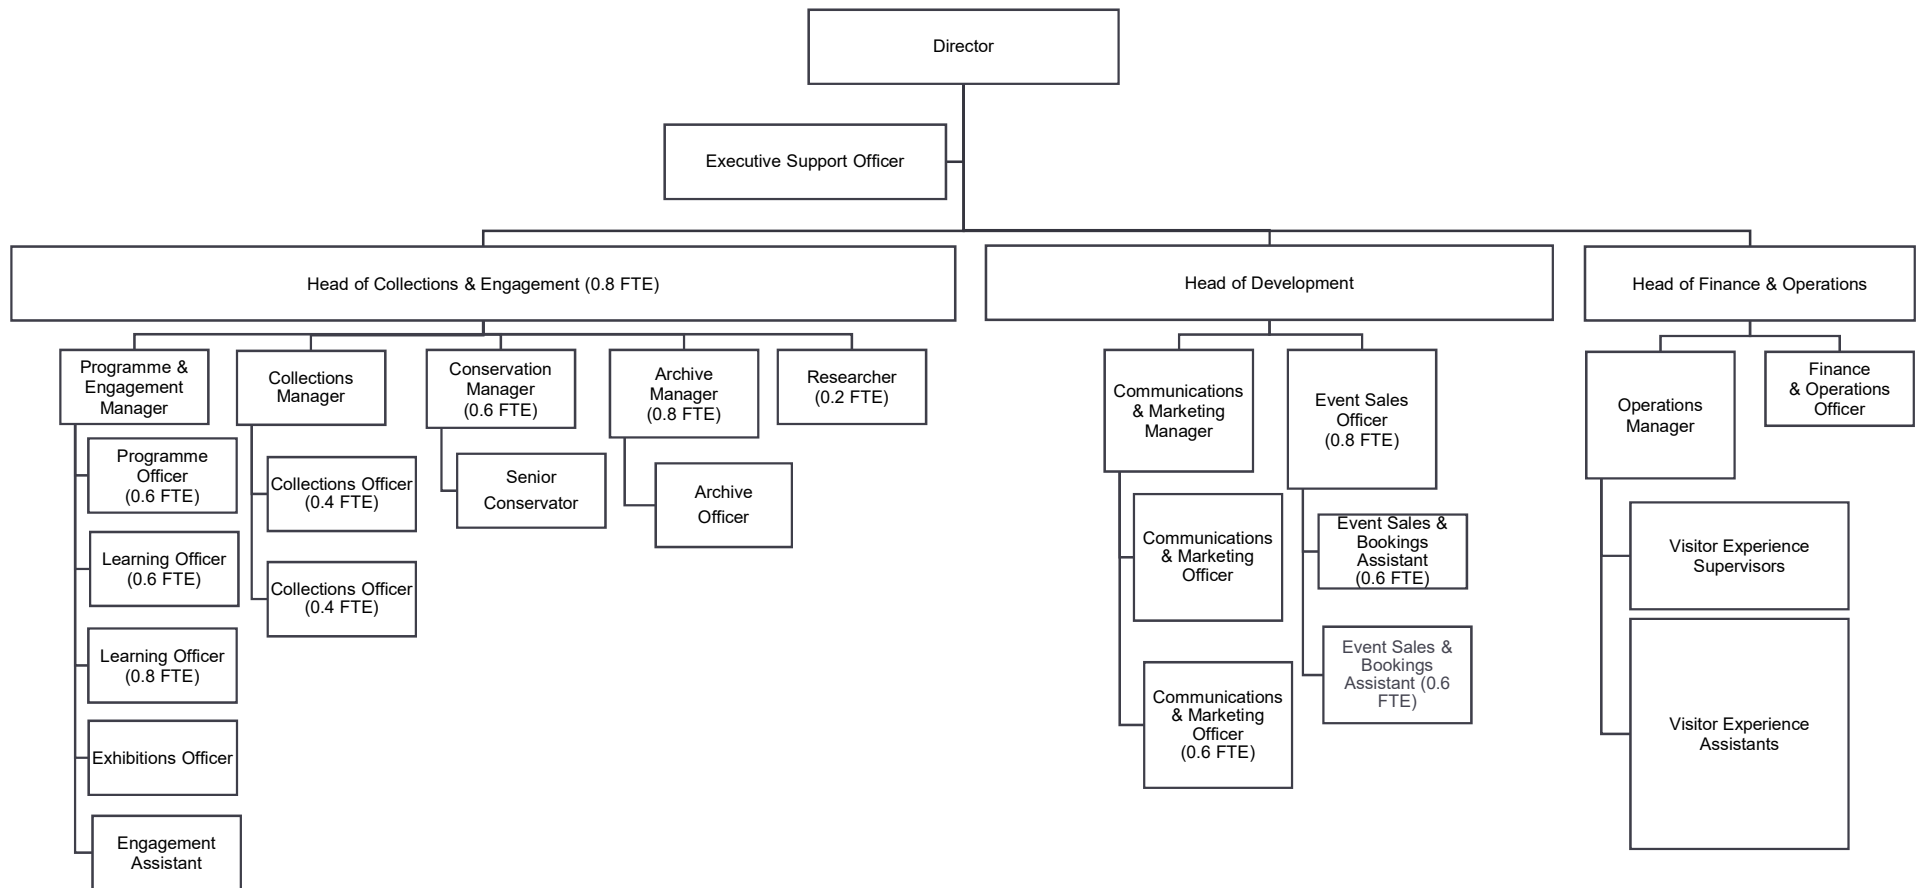 Director
Executive Support Officer
Head of Collections & Engagement (0.8 FTE)
Head of Development
Head of Finance & Operations
Programme &
Engagement
Manager
Collections
Manager
Conservation
Manager
(0.6 FTE)
Archive
Manager
(0.8 FTE)
Researcher
(0.2 FTE)
Communications
& Marketing
Manager
Event Sales
Officer
(0.8 FTE)
Operations
Manager
Finance
& Operations
Officer
Programme
Officer
(0.6 FTE)
Learning Officer
(0.6 FTE)
Learning Officer
(0.8 FTE)
Exhibitions Officer
Engagement
Assistant
Collections Officer
(0.4 FTE)
Collections Officer
(0.4 FTE)
Senior
Conservator
Archive
Officer
Communications
& Marketing
Officer
Communications
& Marketing
Officer
(0.6 FTE)
Event Sales &
Bookings
Assistant
(0.6 FTE)
Event Sales &
Bookings
Assistant (0.6
FTE)
Visitor Experience
Supervisors
Visitor Experience
Assistants